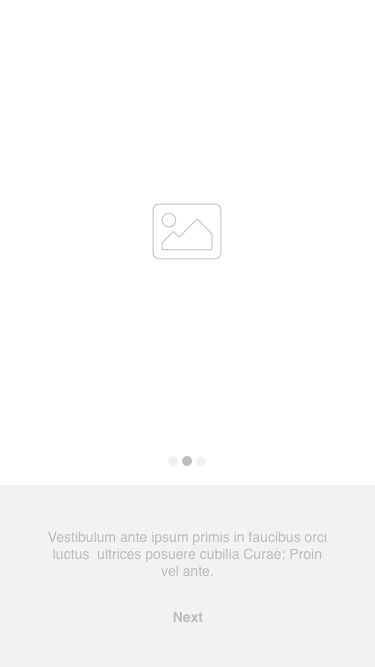 Vestibulum ante ipsum primis in faucibus orci
luctus  ultrices posuere cubilia Curae; Proin
vel ante.
Next